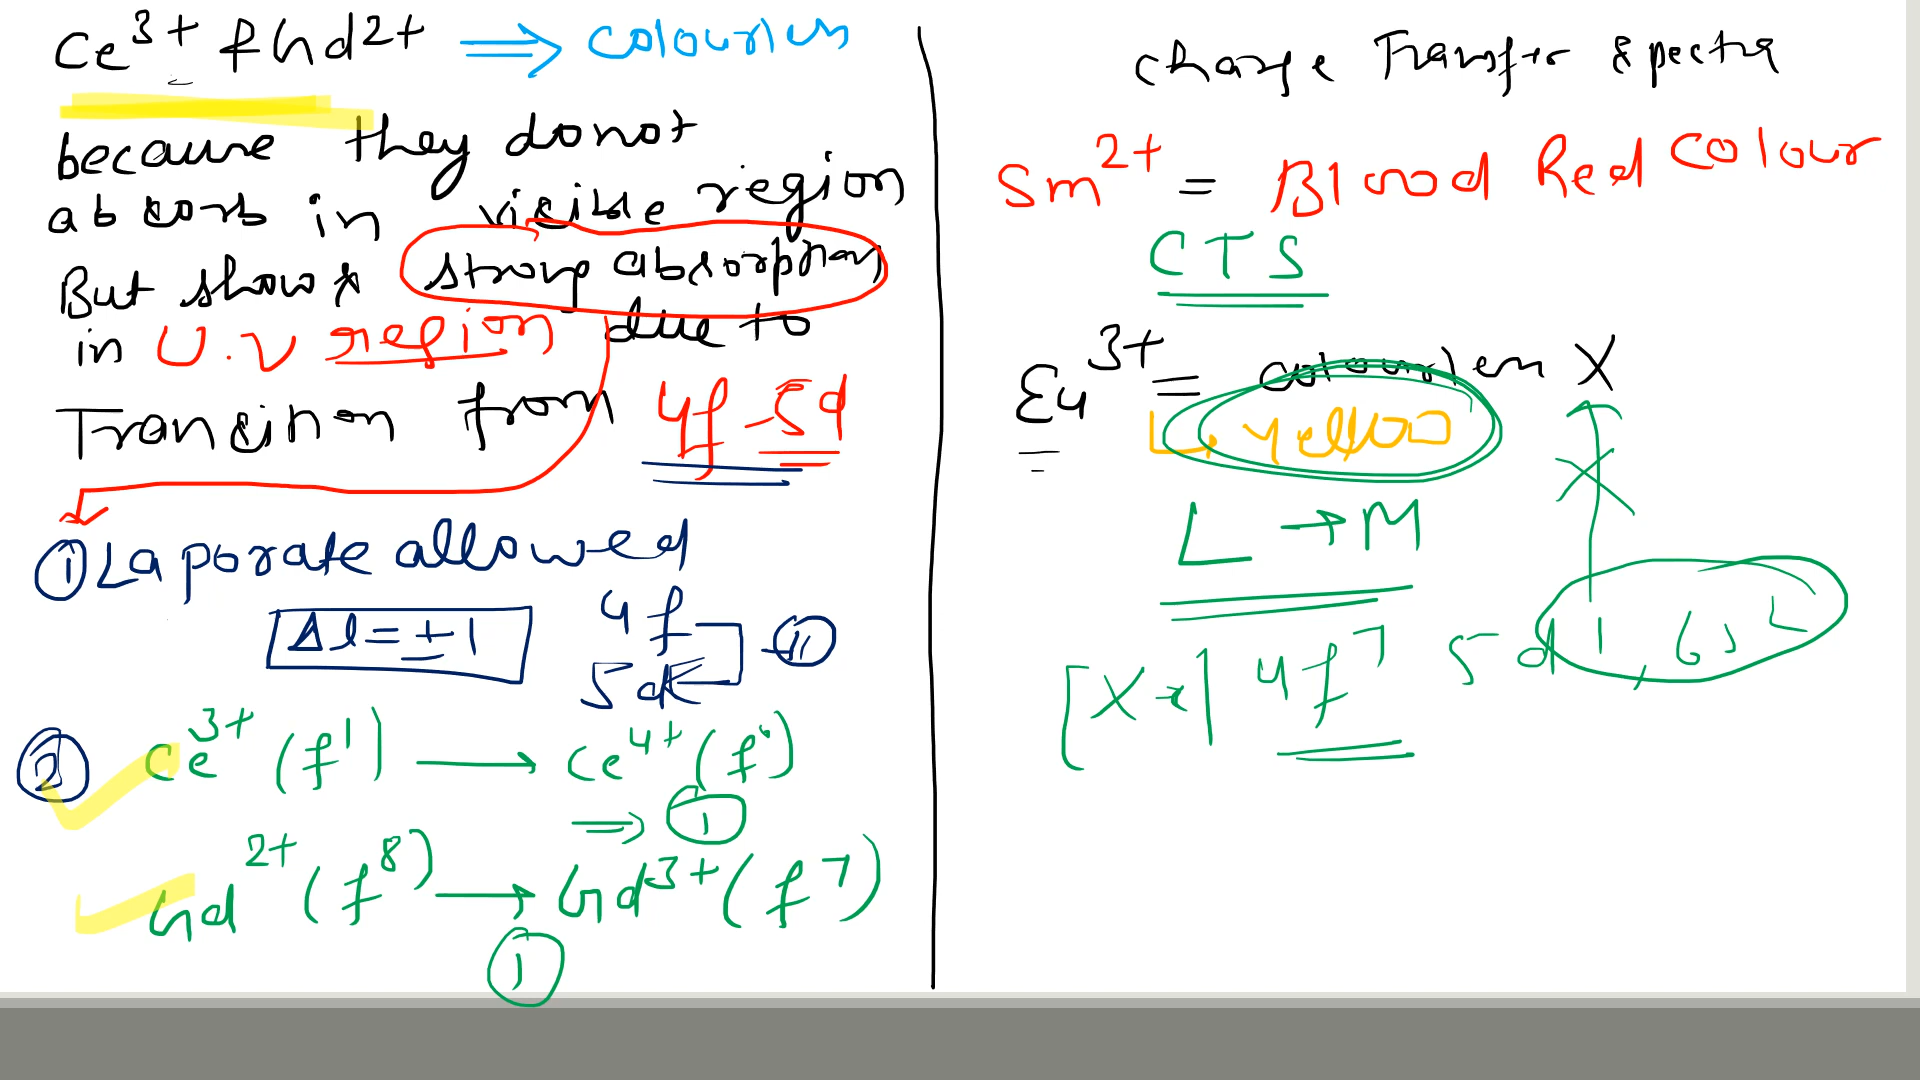 Ce³⁺ & Gd²⁺ ⟹ colourless
because they donot
absorb in visible region
But shows strong absorption
in U.V region due to
Transition from 4f - 5d
① Laporate allowed
Δl = ±1
4f
5d
② Ce³⁺ (f¹) → Ce⁴⁺ (f⁰)
⟹ ①
Gd²⁺ (f⁸) → Gd³⁺ (f⁷)
①
Charge Transfer Spectra
Sm²⁺ = Blood Red Colour
CTS
Eu³⁺ = colourless X
↳ Yellow
L → M
[Xe] 4f⁷ 5d¹, 6s²